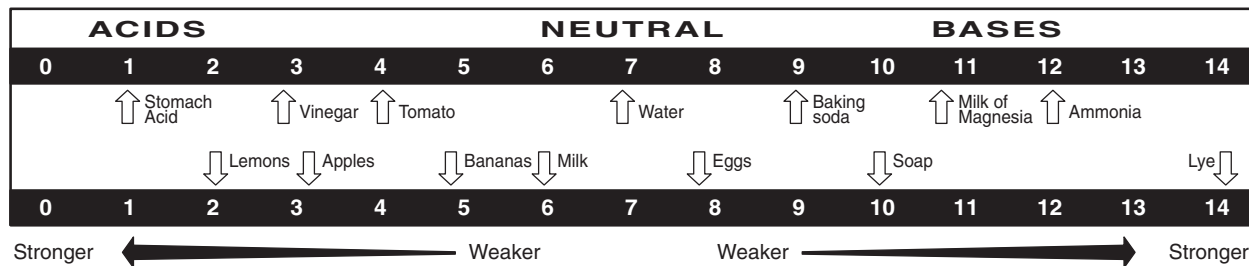 ACIDS NEUTRAL BASES
0 1 2 3 4 5 6 7 8 9 10 11 12 13 14
Stomach
Acid
Vinegar
Tomato
Water
Baking
soda
Milk of
Magnesia
Ammonia
Lemons
Apples
Bananas
Milk
Eggs
Soap
Lye
0 1 2 3 4 5 6 7 8 9 10 11 12 13 14
Stronger Weaker Weaker Stronger